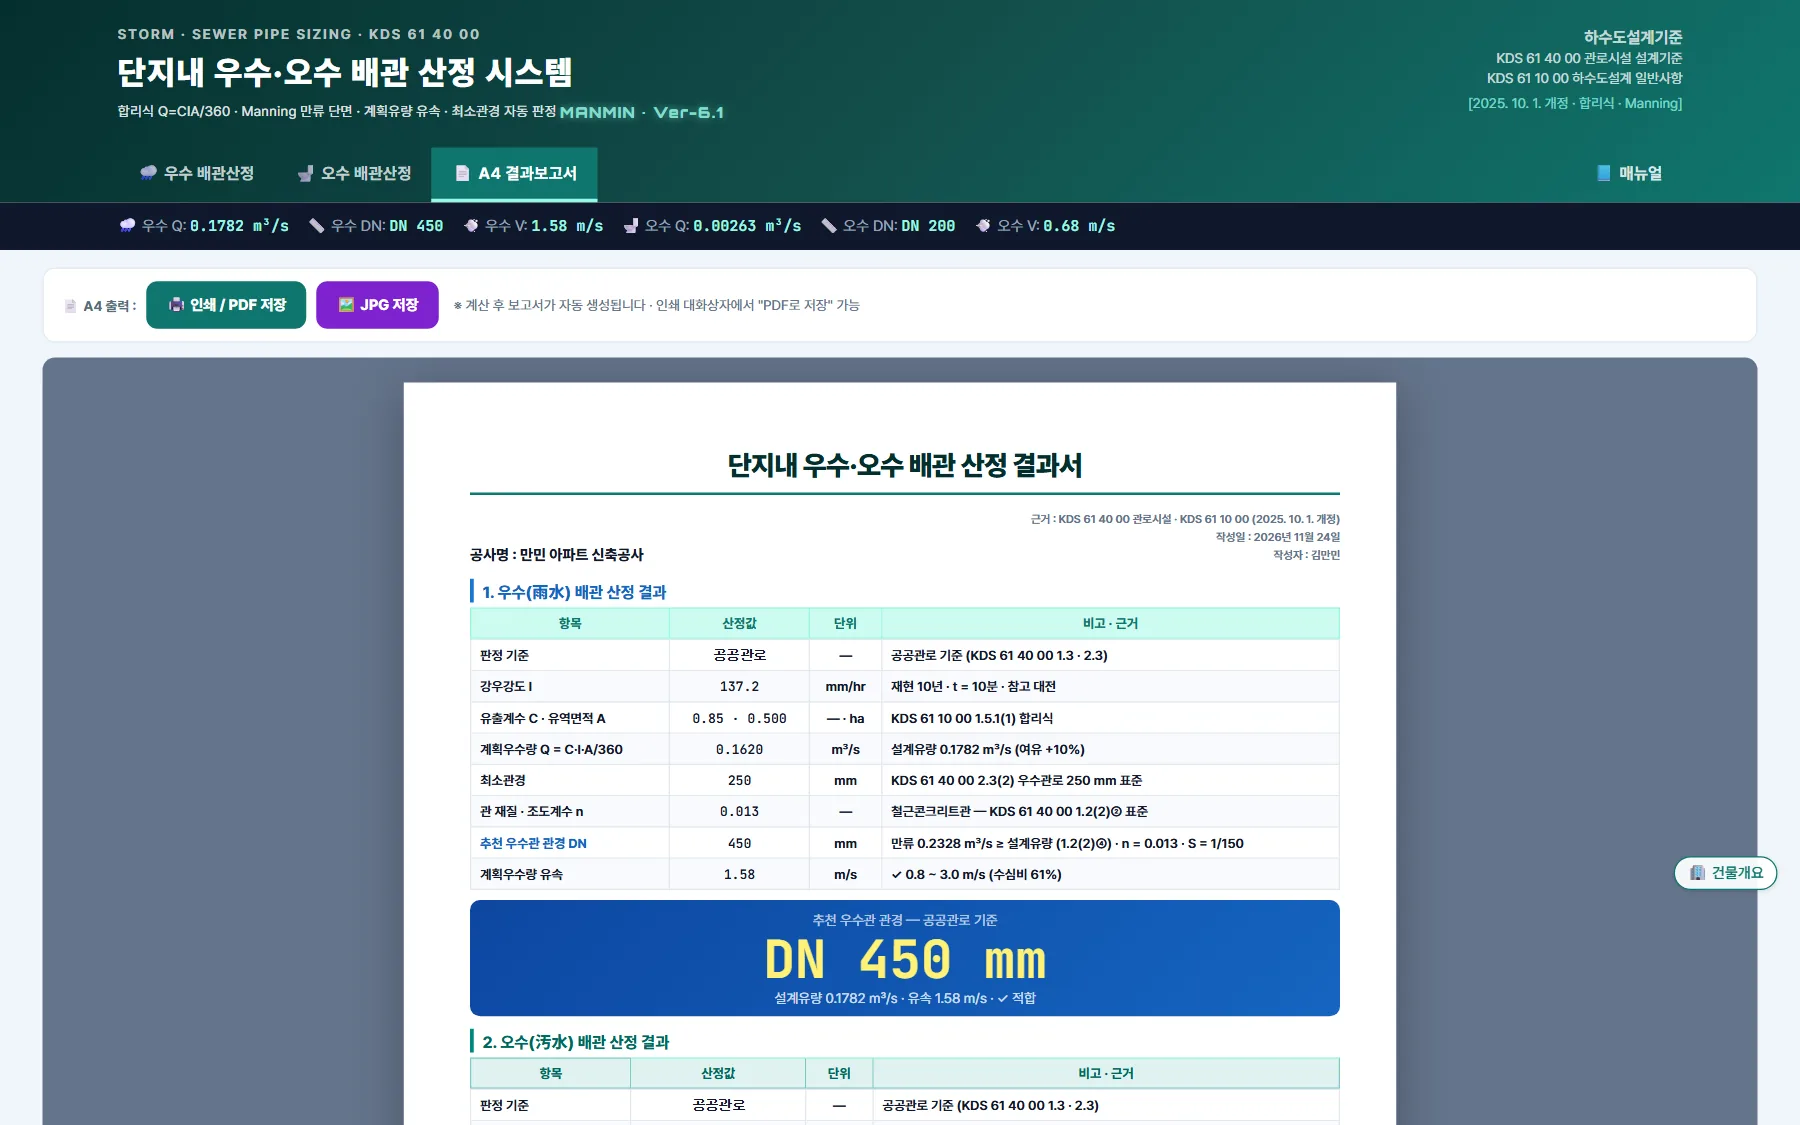 STORM · SEWER PIPE SIZING · KDS 61 40 00
단지내 우수·오수 배관 산정 시스템
합리식 Q=CIA/360 · Manning 만류 단면 · 계획유량 유속 · 최소관경 자동 판정 MANMIN · Ver-6.1
하수도설계기준
KDS 61 40 00 관로시설 설계기준
KDS 61 10 00 하수도설계 일반사항
[2025. 10. 1. 개정 · 합리식 · Manning]
우수 배관산정 오수 배관산정 A4 결과보고서 매뉴얼
우수 Q: 0.1782 m³/s 우수 DN: DN 450 우수 V: 1.58 m/s 오수 Q: 0.00263 m³/s 오수 DN: DN 200 오수 V: 0.68 m/s
A4 출력 : 인쇄 / PDF 저장 JPG 저장 ※ 계산 후 보고서가 자동 생성됩니다 · 인쇄 대화상자에서 "PDF로 저장" 가능
단지내 우수·오수 배관 산정 결과서
근거 : KDS 61 40 00 관로시설 · KDS 61 10 00 (2025. 10. 1. 개정)
작성일 : 2026년 11월 24일
공사명 : 만민 아파트 신축공사 작성자 : 김만민
1. 우수(雨水) 배관 산정 결과
항목 산정값 단위 비고 · 근거
판정 기준 공공관로 — 공공관로 기준 (KDS 61 40 00 1.3 · 2.3)
강우강도 I 137.2 mm/hr 재현 10년 · t = 10분 · 참고 대전
유출계수 C · 유역면적 A 0.85 · 0.500 — · ha KDS 61 10 00 1.5.1(1) 합리식
계획우수량 Q = C·I·A/360 0.1620 m³/s 설계유량 0.1782 m³/s (여유 +10%)
최소관경 250 mm KDS 61 40 00 2.3(2) 우수관로 250 mm 표준
관 재질 · 조도계수 n 0.013 — 철근콘크리트관 — KDS 61 40 00 1.2(2)② 표준
추천 우수관 관경 DN 450 mm 만류 0.2328 m³/s ≥ 설계유량 (1.2(2)④) · n = 0.013 · S = 1/150
계획우수량 유속 1.58 m/s ✓ 0.8 ~ 3.0 m/s (수심비 61%)
건물개요
추천 우수관 관경 — 공공관로 기준
DN 450 mm
설계유량 0.1782 m³/s · 유속 1.58 m/s · ✓ 적합
2. 오수(汚水) 배관 산정 결과
항목 산정값 단위 비고 · 근거
판정 기준 공공관로 — 공공관로 기준 (KDS 61 40 00 1.3 · 2.3)